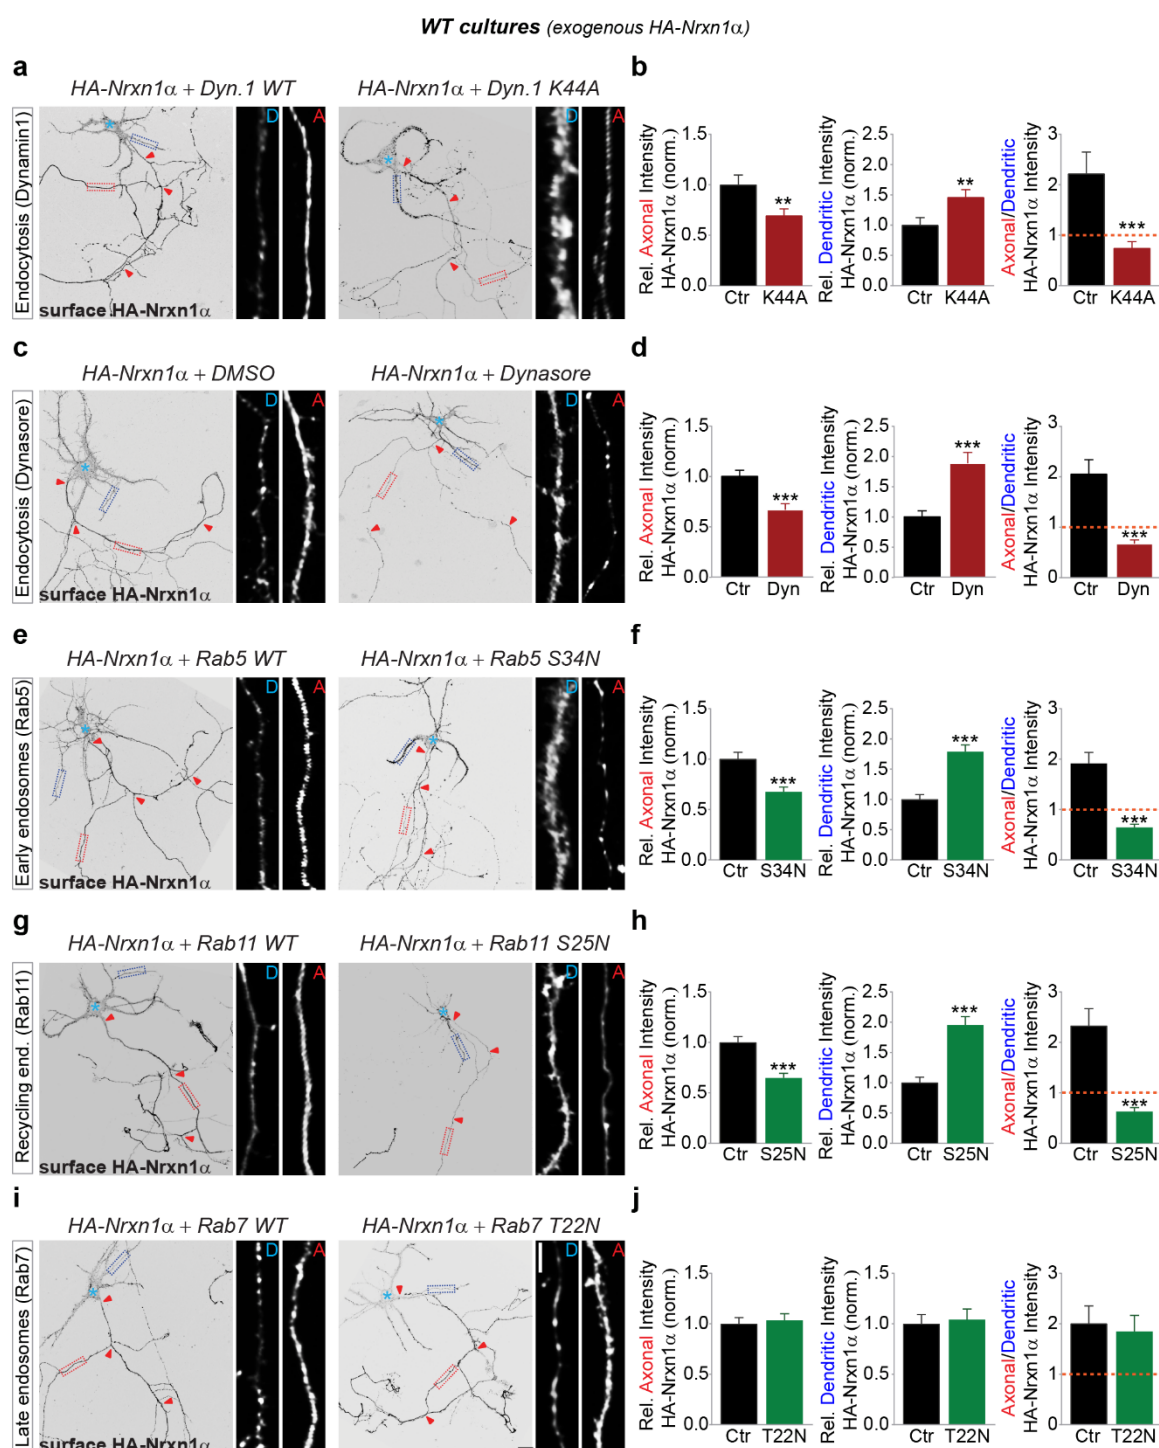 WT cultures (exogenous HA-Nrxn1α)
a
HA-Nrxn1α + Dyn.1 WT
HA-Nrxn1α + Dyn.1 K44A
Endocytosis (Dynamin1)
D
A
D
A
surface HA-Nrxn1α
b
Rel. Axonal Intensity
HA-Nrxn1α (norm.)
1.5
1.0
0.5
0.0
**
Ctr K44A
Rel. Dendritic Intensity
HA-Nrxn1α (norm.)
2.5
2.0
1.5
1.0
0.5
0.0
**
Ctr K44A
Axonal/Dendritic
HA-Nrxn1α Intensity
3
2
1
0
***
Ctr K44A
c
HA-Nrxn1α + DMSO
HA-Nrxn1α + Dynasore
Endocytosis (Dynasore)
D
A
D
A
surface HA-Nrxn1α
d
Rel. Axonal Intensity
HA-Nrxn1α (norm.)
1.5
1.0
0.5
0.0
***
Ctr Dyn
Rel. Dendritic Intensity
HA-Nrxn1α (norm.)
2.5
2.0
1.5
1.0
0.5
0.0
***
Ctr Dyn
Axonal/Dendritic
HA-Nrxn1α Intensity
3
2
1
0
***
Ctr Dyn
e
HA-Nrxn1α + Rab5 WT
HA-Nrxn1α + Rab5 S34N
Early endosomes (Rab5)
D
A
D
A
surface HA-Nrxn1α
f
Rel. Axonal Intensity
HA-Nrxn1α (norm.)
1.5
1.0
0.5
0.0
***
Ctr S34N
Rel. Dendritic Intensity
HA-Nrxn1α (norm.)
2.5
2.0
1.5
1.0
0.5
0.0
***
Ctr S34N
Axonal/Dendritic
HA-Nrxn1α Intensity
3
2
1
0
***
Ctr S34N
g
HA-Nrxn1α + Rab11 WT
HA-Nrxn1α + Rab11 S25N
Recycling end. (Rab11)
D
A
D
A
surface HA-Nrxn1α
h
Rel. Axonal Intensity
HA-Nrxn1α (norm.)
1.5
1.0
0.5
0.0
***
Ctr S25N
Rel. Dendritic Intensity
HA-Nrxn1α (norm.)
2.5
2.0
1.5
1.0
0.5
0.0
***
Ctr S25N
Axonal/Dendritic
HA-Nrxn1α Intensity
3
2
1
0
***
Ctr S25N
i
HA-Nrxn1α + Rab7 WT
HA-Nrxn1α + Rab7 T22N
Late endosomes (Rab7)
D
A
D
A
surface HA-Nrxn1α
j
Rel. Axonal Intensity
HA-Nrxn1α (norm.)
1.5
1.0
0.5
0.0
Ctr T22N
Rel. Dendritic Intensity
HA-Nrxn1α (norm.)
1.5
1.0
0.5
0.0
Ctr T22N
Axonal/Dendritic
HA-Nrxn1α Intensity
3
2
1
0
Ctr T22N